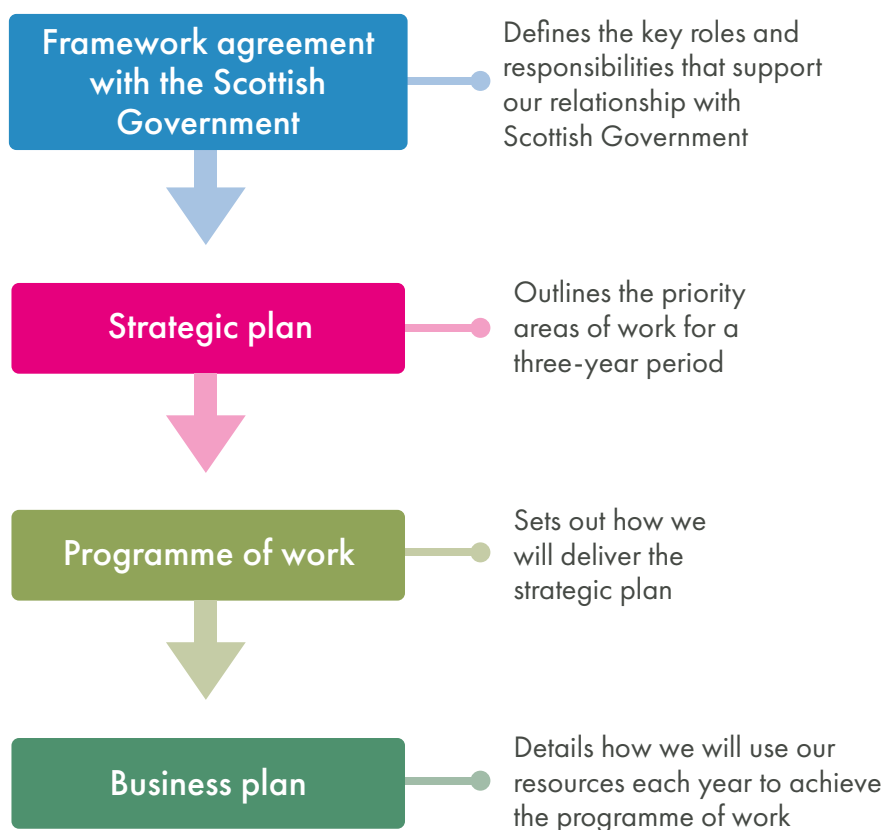 Framework agreement
with the Scottish
Government
Defines the key roles and
responsibilities that support
our relationship with
Scottish Government
Strategic plan
Outlines the priority
areas of work for a
three-year period
Programme of work
Sets out how we
will deliver the
strategic plan
Business plan
Details how we will use our
resources each year to achieve
the programme of work